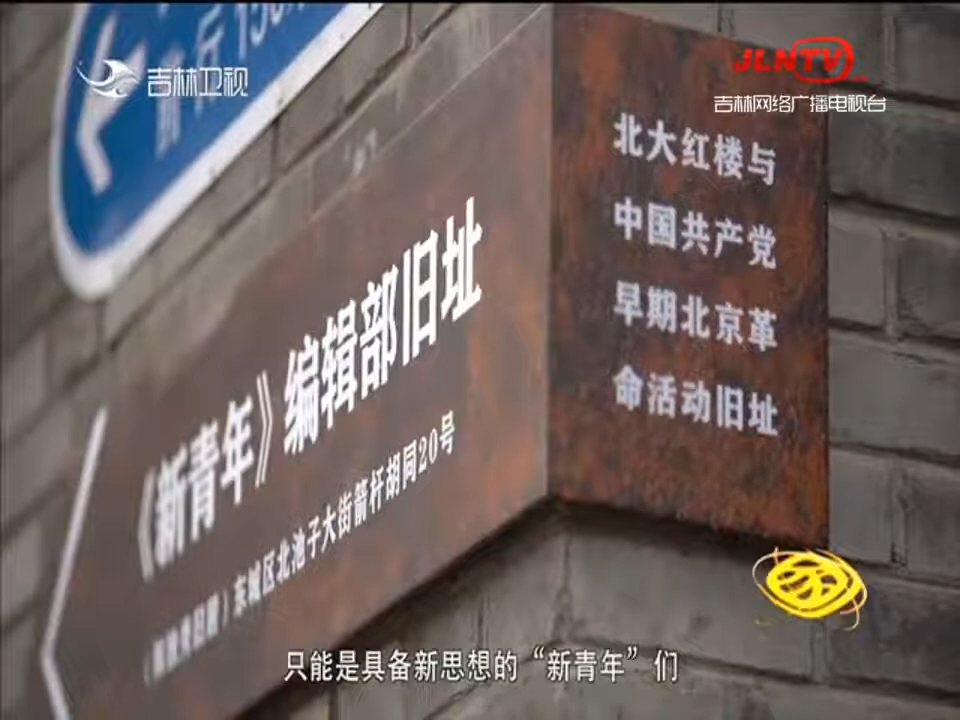 吉林卫视
JLNTV
吉林网络广播电视台
北大红楼与
中国共产党
早期北京革
命活动旧址
《新青年》编辑部旧址
东城区北池子大街箭杆胡同20号
只能是具备新思想的“新青年”们